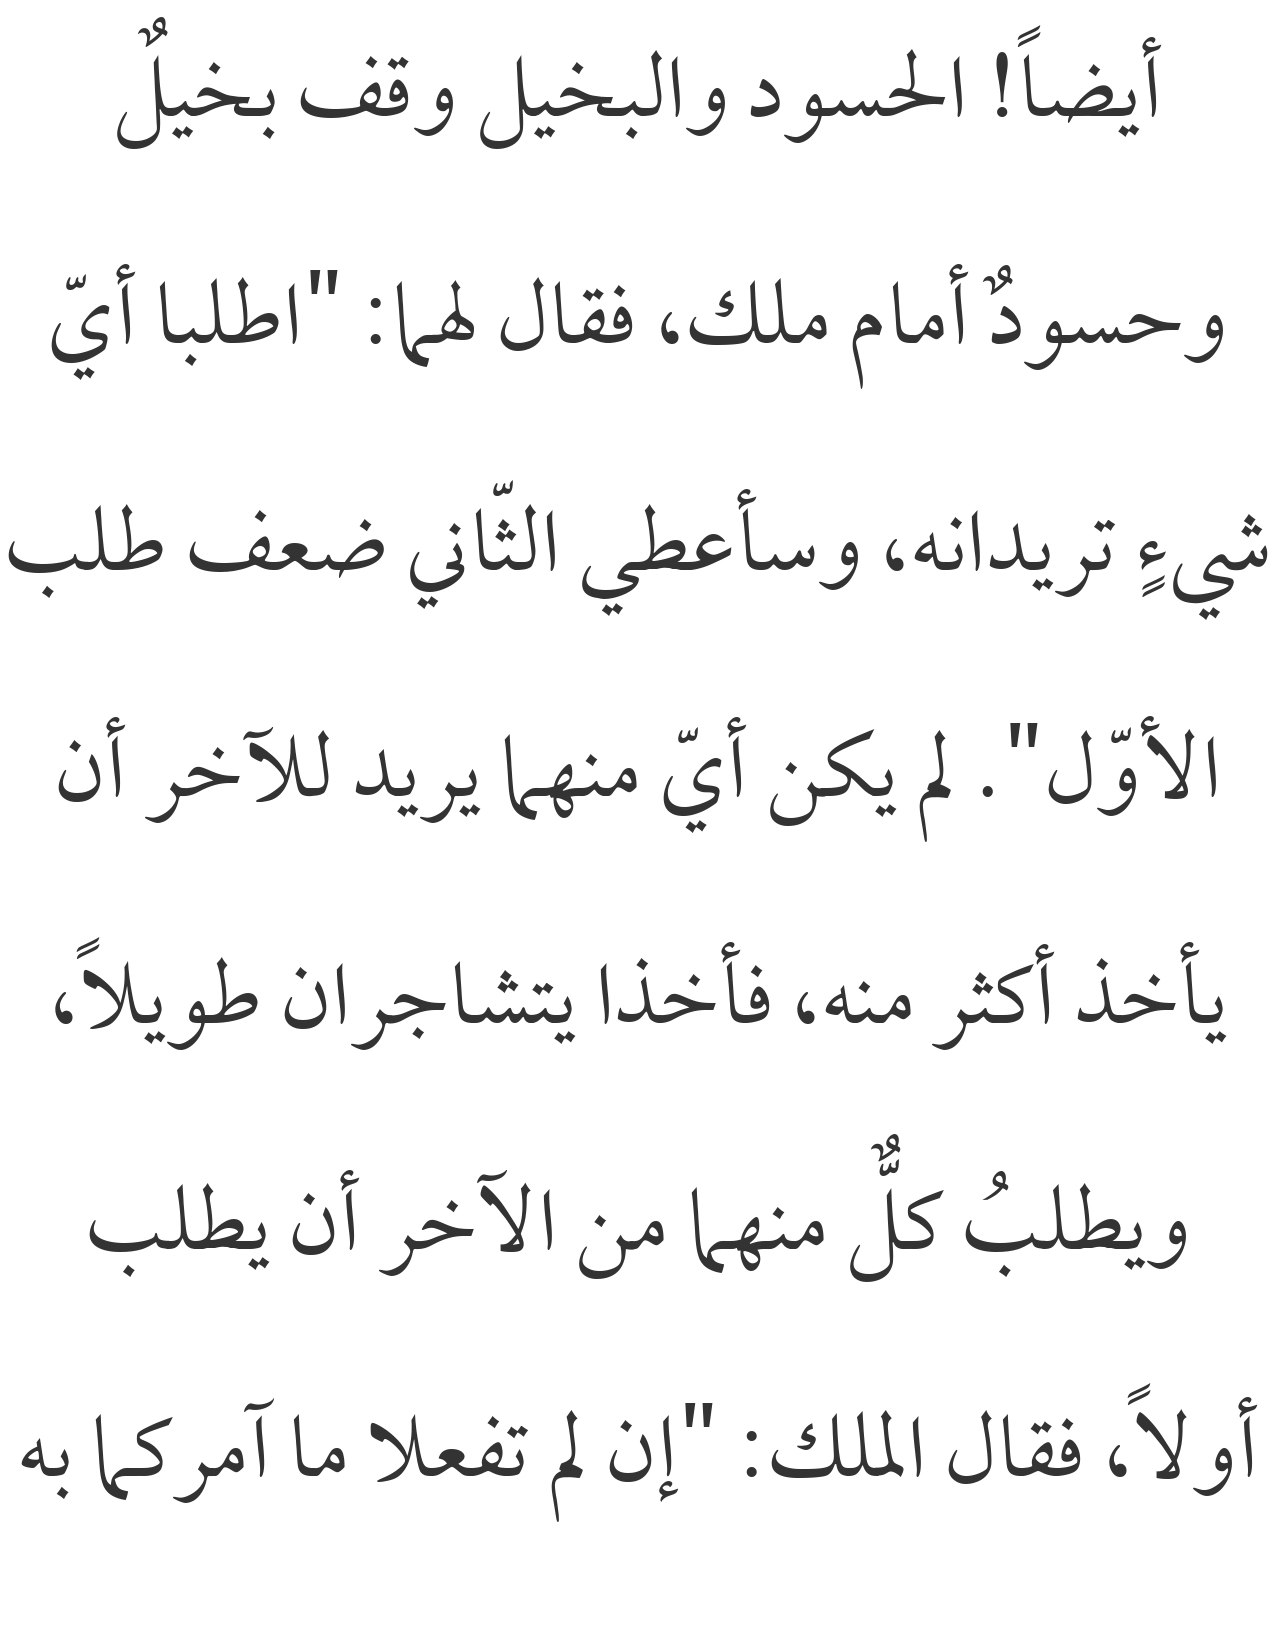 أيضاً! الحسود والبخيل وقف بخيلٌ
وحسودٌ أمام ملك، فقال لهما: "اطلبا أيّ
شيءٍ تريدانه، وسأعطي الثّاني ضعف طلب
الأوّل". لم يكن أيّ منهما يريد للآخر أن
يأخذ أكثر منه، فأخذا يتشاجران طويلاً،
ويطلبُ كلٌّ منهما من الآخر أن يطلب
أولاً، فقال الملك: "إن لم تفعلا ما آمركما به